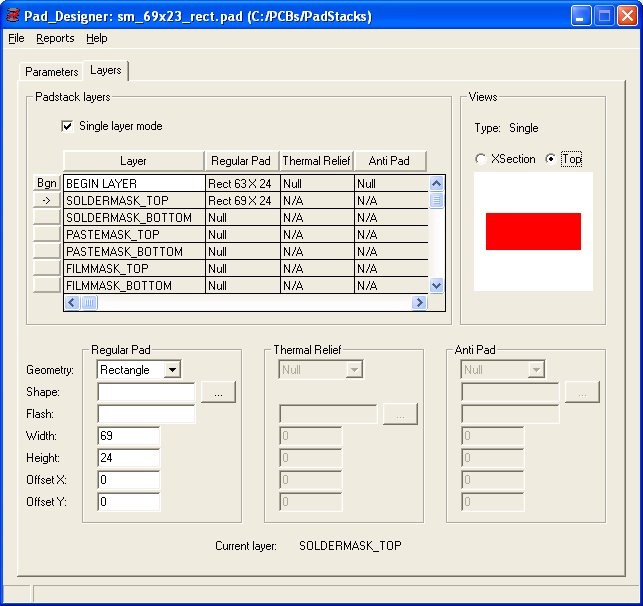 Pad_Designer: sm_69x23_rect.pad (C:/PCBs/PadStacks)
File Reports Help
Parameters Layers
Padstack layers
Single layer mode
Layer Regular Pad Thermal Relief Anti Pad
Bgn BEGIN LAYER Rect 63 X 24 Null Null
-> SOLDERMASK_TOP Rect 69 X 24 N/A N/A
SOLDERMASK_BOTTOM Null N/A N/A
PASTEMASK_TOP Null N/A N/A
PASTEMASK_BOTTOM Null N/A N/A
FILMMASK_TOP Null N/A N/A
FILMMASK_BOTTOM Null N/A N/A
Views
Type: Single
XSection Top
Regular Pad Thermal Relief Anti Pad
Geometry: Rectangle Null Null
Shape: ... ...
Flash: ...
Width: 69 0 0
Height: 24 0 0
Offset X: 0 0 0
Offset Y: 0 0 0
Current layer: SOLDERMASK_TOP